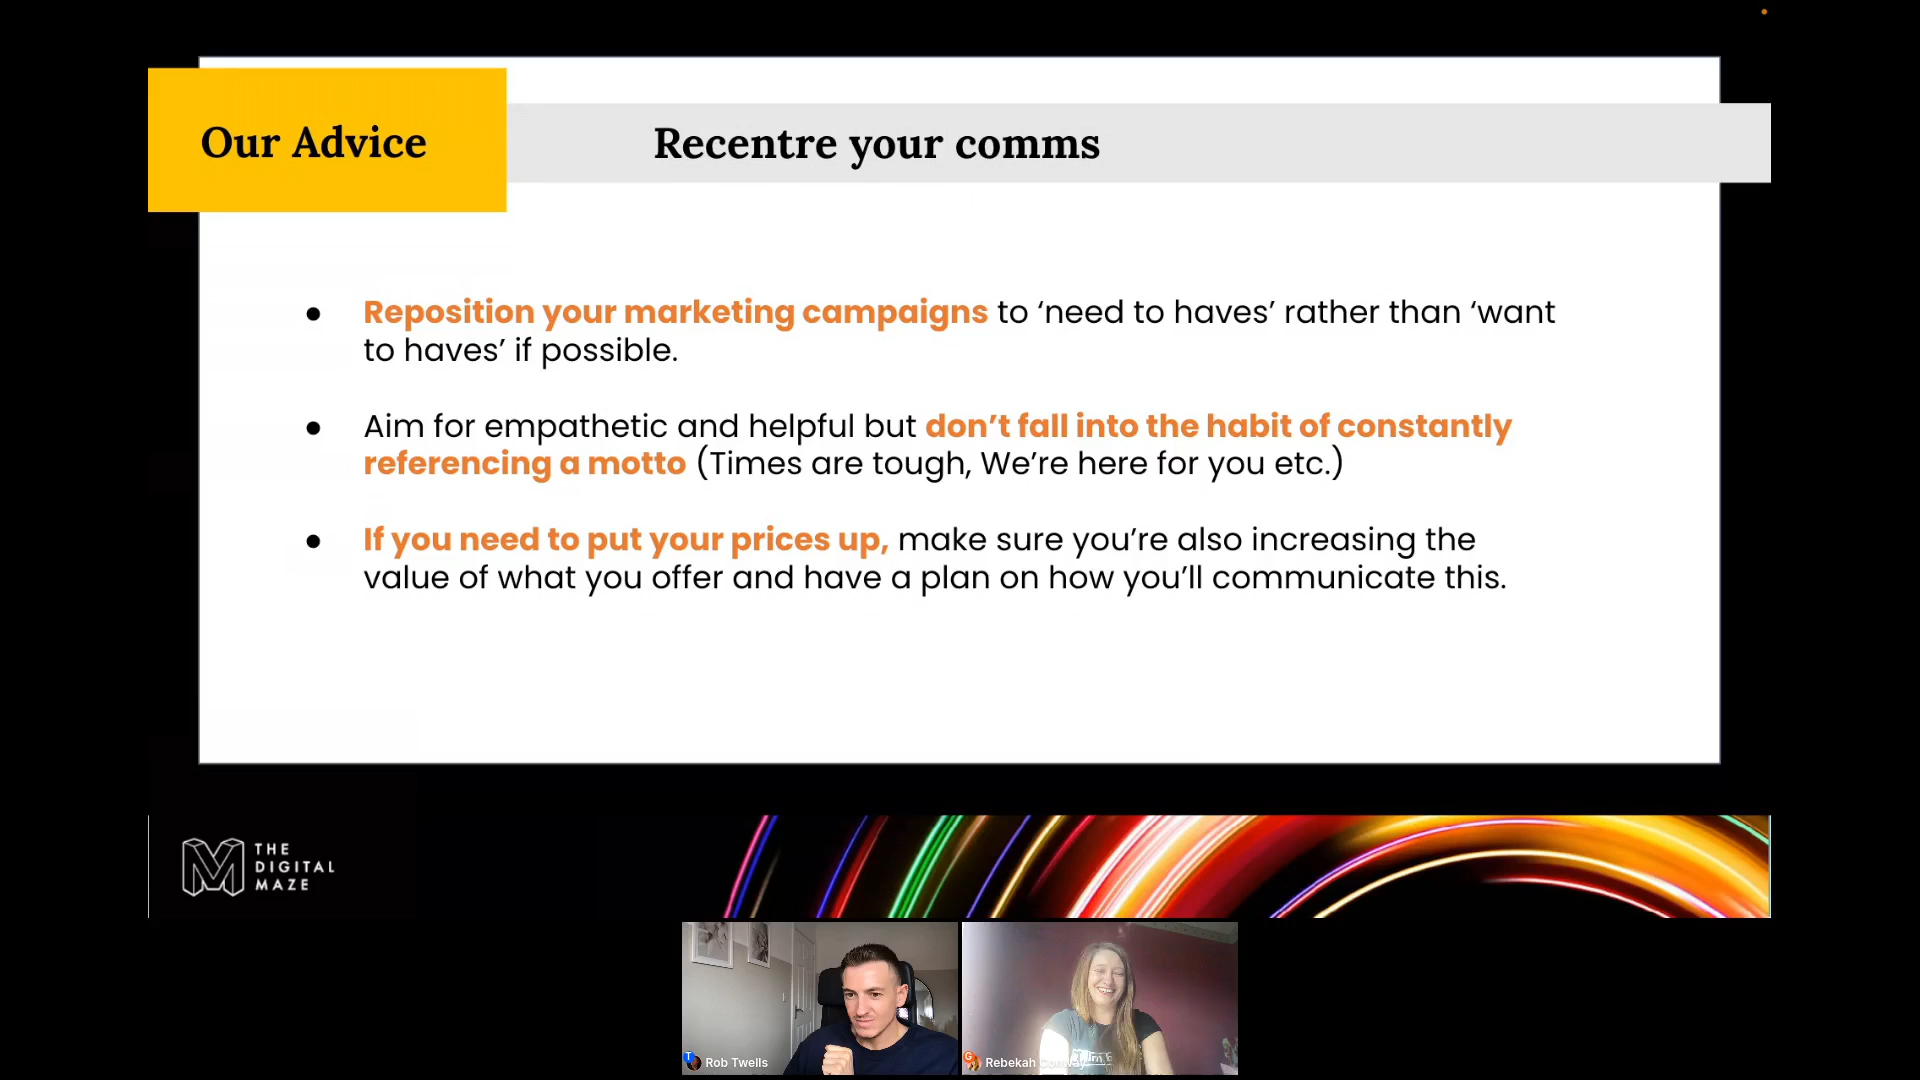 Our Advice
Recentre your comms
● Reposition your marketing campaigns to ‘need to haves’ rather than ‘want
to haves’ if possible.
● Aim for empathetic and helpful but don’t fall into the habit of constantly
referencing a motto (Times are tough, We’re here for you etc.)
● If you need to put your prices up, make sure you’re also increasing the
value of what you offer and have a plan on how you’ll communicate this.
THE
DIGITAL
MAZE
Rob Twells
Rebekah